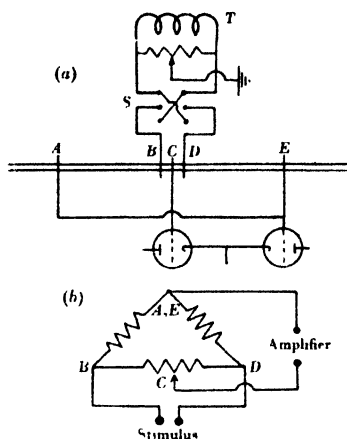 T
(a)
S
B C D
A E
(b)
A, E
Amplifier
B D
C
Stimulus